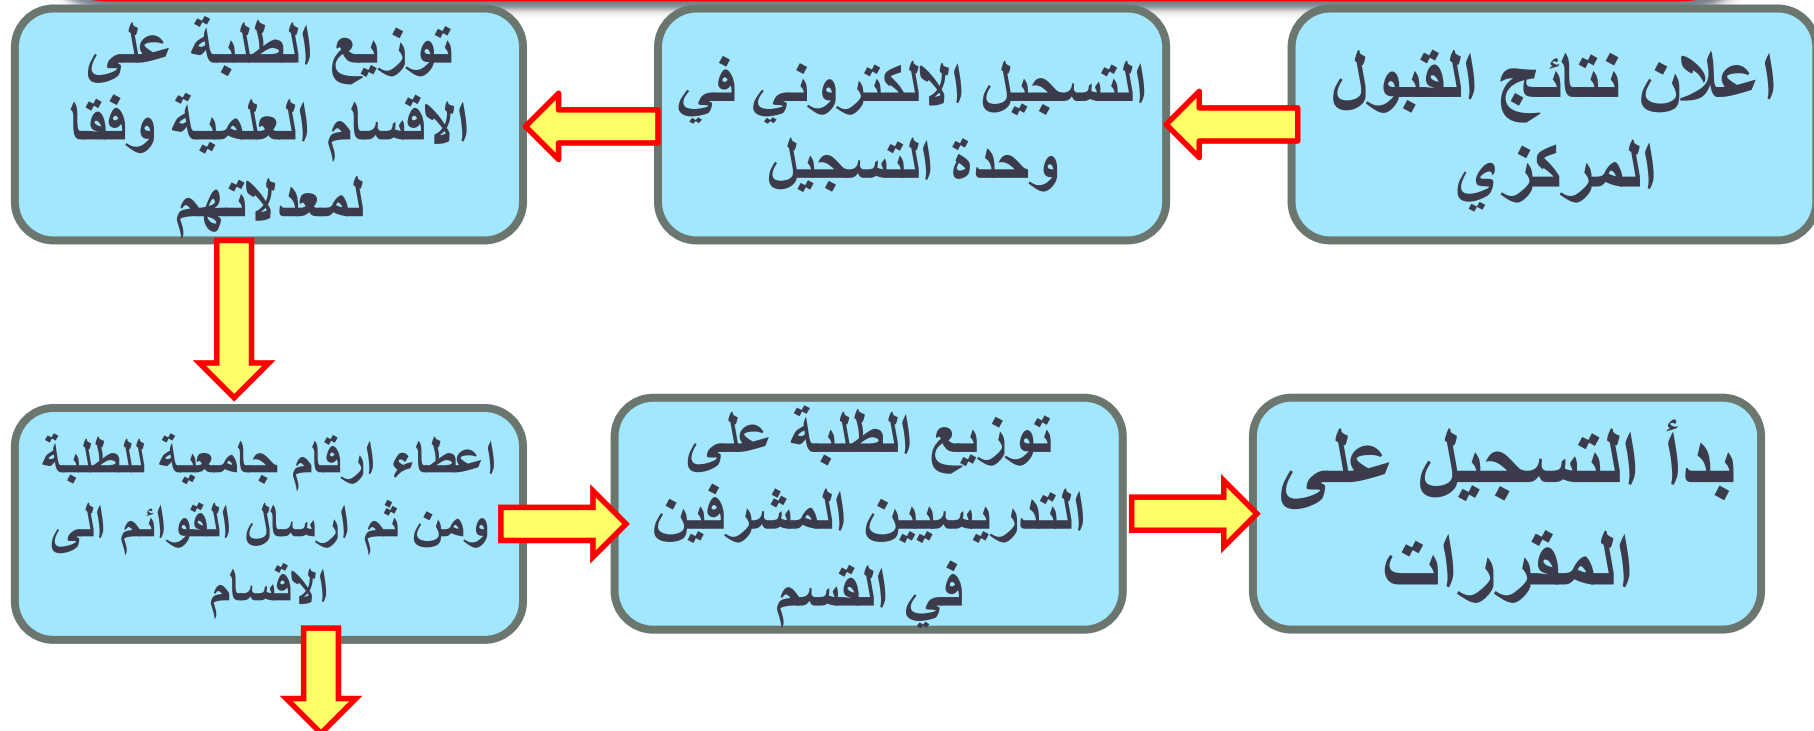 اعلان نتائج القبول
المركزي
التسجيل الالكتروني في
وحدة التسجيل
توزيع الطلبة على
الاقسام العلمية وفقا
لمعدلاتهم
اعطاء ارقام جامعية للطلبة
ومن ثم ارسال القوائم الى
الاقسام
توزيع الطلبة على
التدريسيين المشرفين
في القسم
بدأ التسجيل على
المقررات